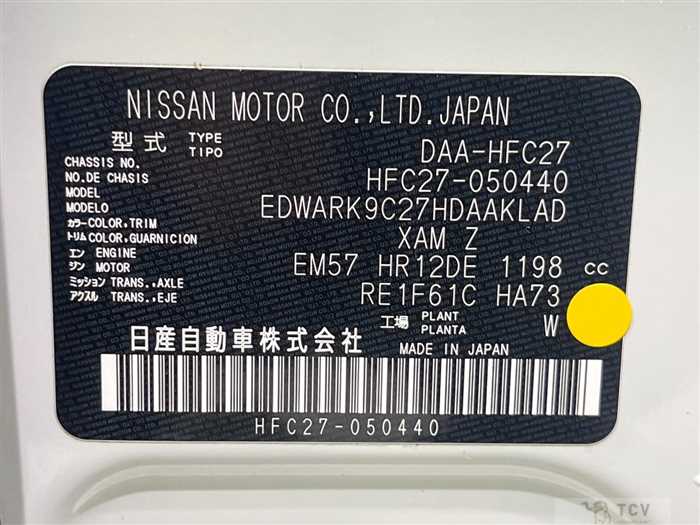 NISSAN MOTOR CO.,LTD.JAPAN
型式 TYPE TIPO DAA-HFC27
CHASSIS NO.
NO.DE CHASIS HFC27-050440
MODEL
MODELO EDWARK9C27HDAAKLAD
カラー COLOR,TRIM
トリム COLOR,GUARNICION XAM Z
エン ENGINE
ジン MOTOR EM57 HR12DE 1198 cc
ミッション TRANS.,AXLE
アクスル TRANS.,EJE RE1F61C HA73
工場 PLANT PLANTA W
日産自動車株式会社 MADE IN JAPAN
HFC27-050440
TCV